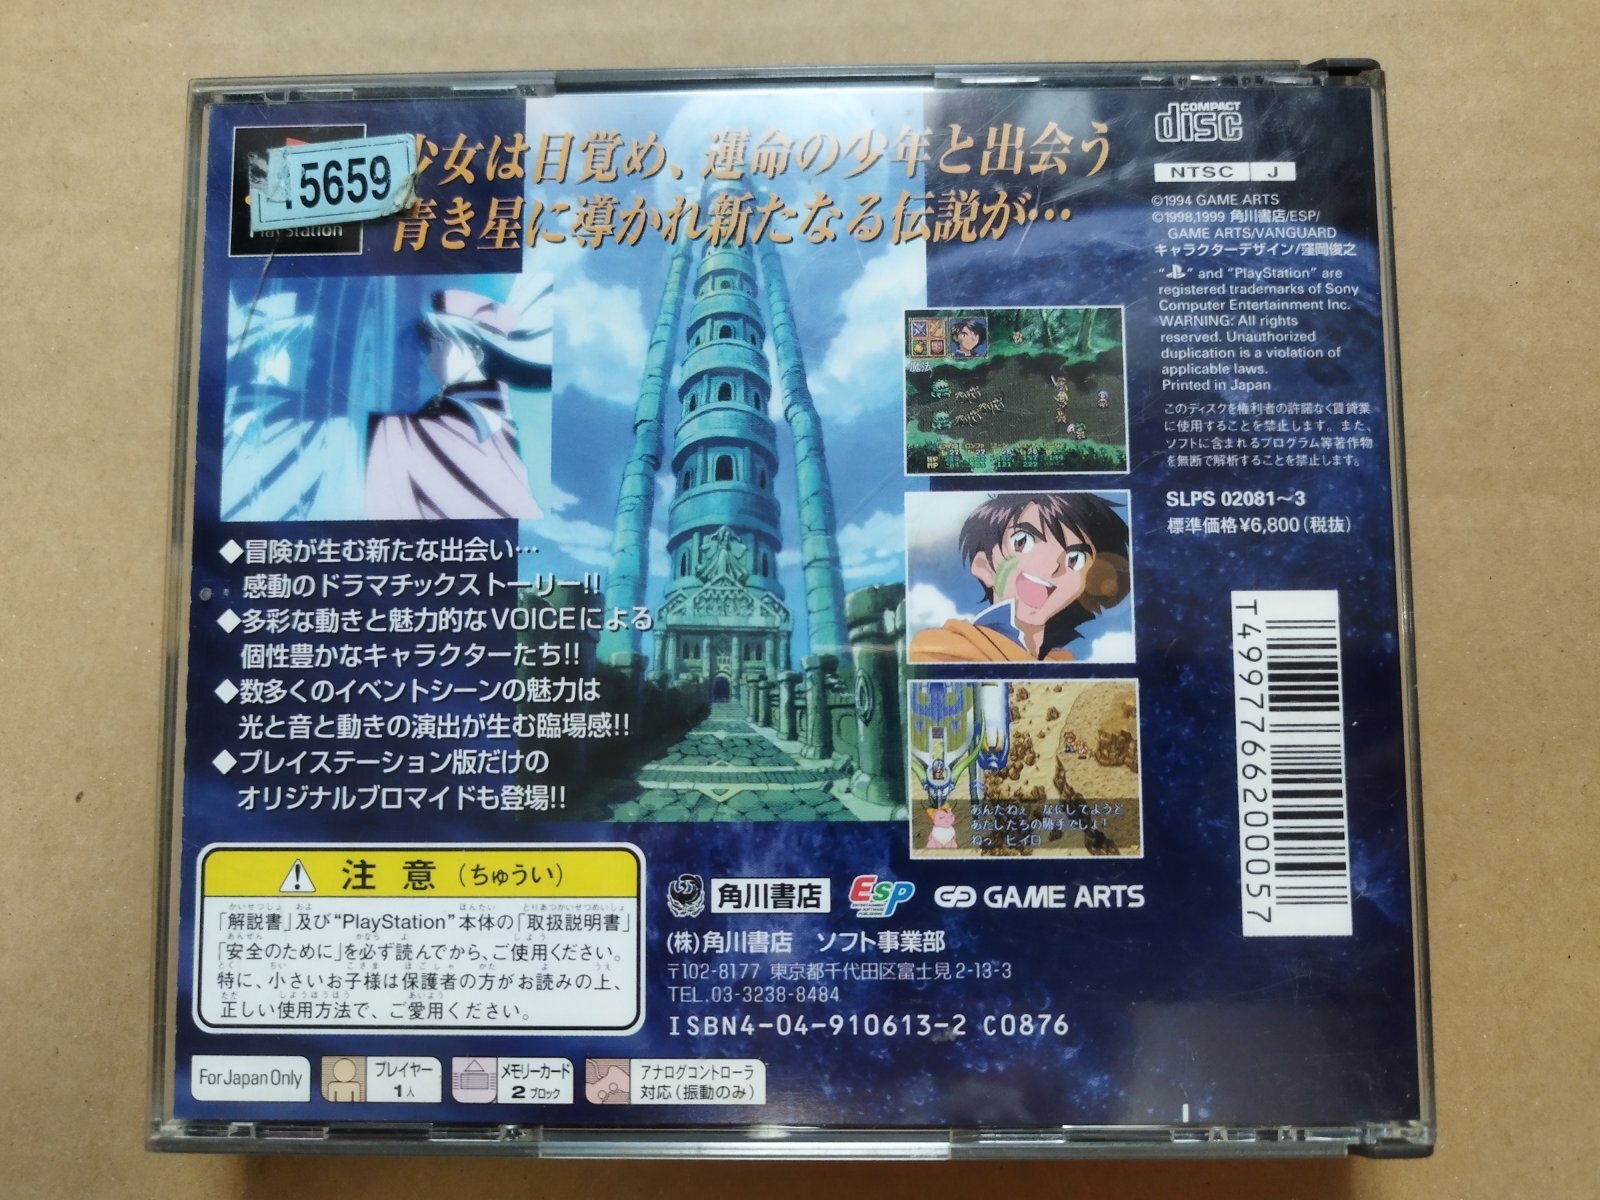 15659
PlayStation
少女は目覚め、運命の少年と出会う
青き星に導かれ新たなる伝説が…
COMPACT
disc
NTSC J
©1994 GAME ARTS
©1998,1999 角川書店/ESP/
GAME ARTS/VANGUARD
キャラクターデザイン/窪岡俊之
"PS" and "PlayStation" are
registered trademarks of Sony
Computer Entertainment Inc.
WARNING: All rights
reserved. Unauthorized
duplication is a violation of
applicable laws.
Printed in Japan
このディスクを権利者の許諾なく賃貸業
に使用することを禁止します。また、
ソフトに含まれるプログラム等著作物
を無断で解析することを禁止します。
SLPS 02081~3
標準価格¥6,800(税抜)
T4997766200057
魔法
◆冒険が生む新たな出会い…
感動のドラマチックストーリー!!
◆多彩な動きと魅力的なVOICEによる
個性豊かなキャラクターたち!!
◆数多くのイベントシーンの魅力は
光と音と動きの演出が生む臨場感!!
◆プレイステーション版だけの
オリジナルブロマイドも登場!!
あんたねぇ なにしてようと
あたしたちの勝手でしょ!
ねっ ヒイロ
注意(ちゅうい)
「解説書」及び"PlayStation"本体の「取扱説明書」
「安全のために」を必ず読んでから、ご使用ください。
特に、小さいお子様は保護者の方がお読みの上、
正しい使用方法で、ご愛用ください。
角川書店 ESP GAME ARTS
(株)角川書店 ソフト事業部
〒102-8177 東京都千代田区富士見2-13-3
TEL.03-3238-8484
ISBN4-04-910613-2 C0876
For Japan Only
プレイヤー
1人
メモリーカード
2ブロック
アナログコントローラ
対応(振動のみ)